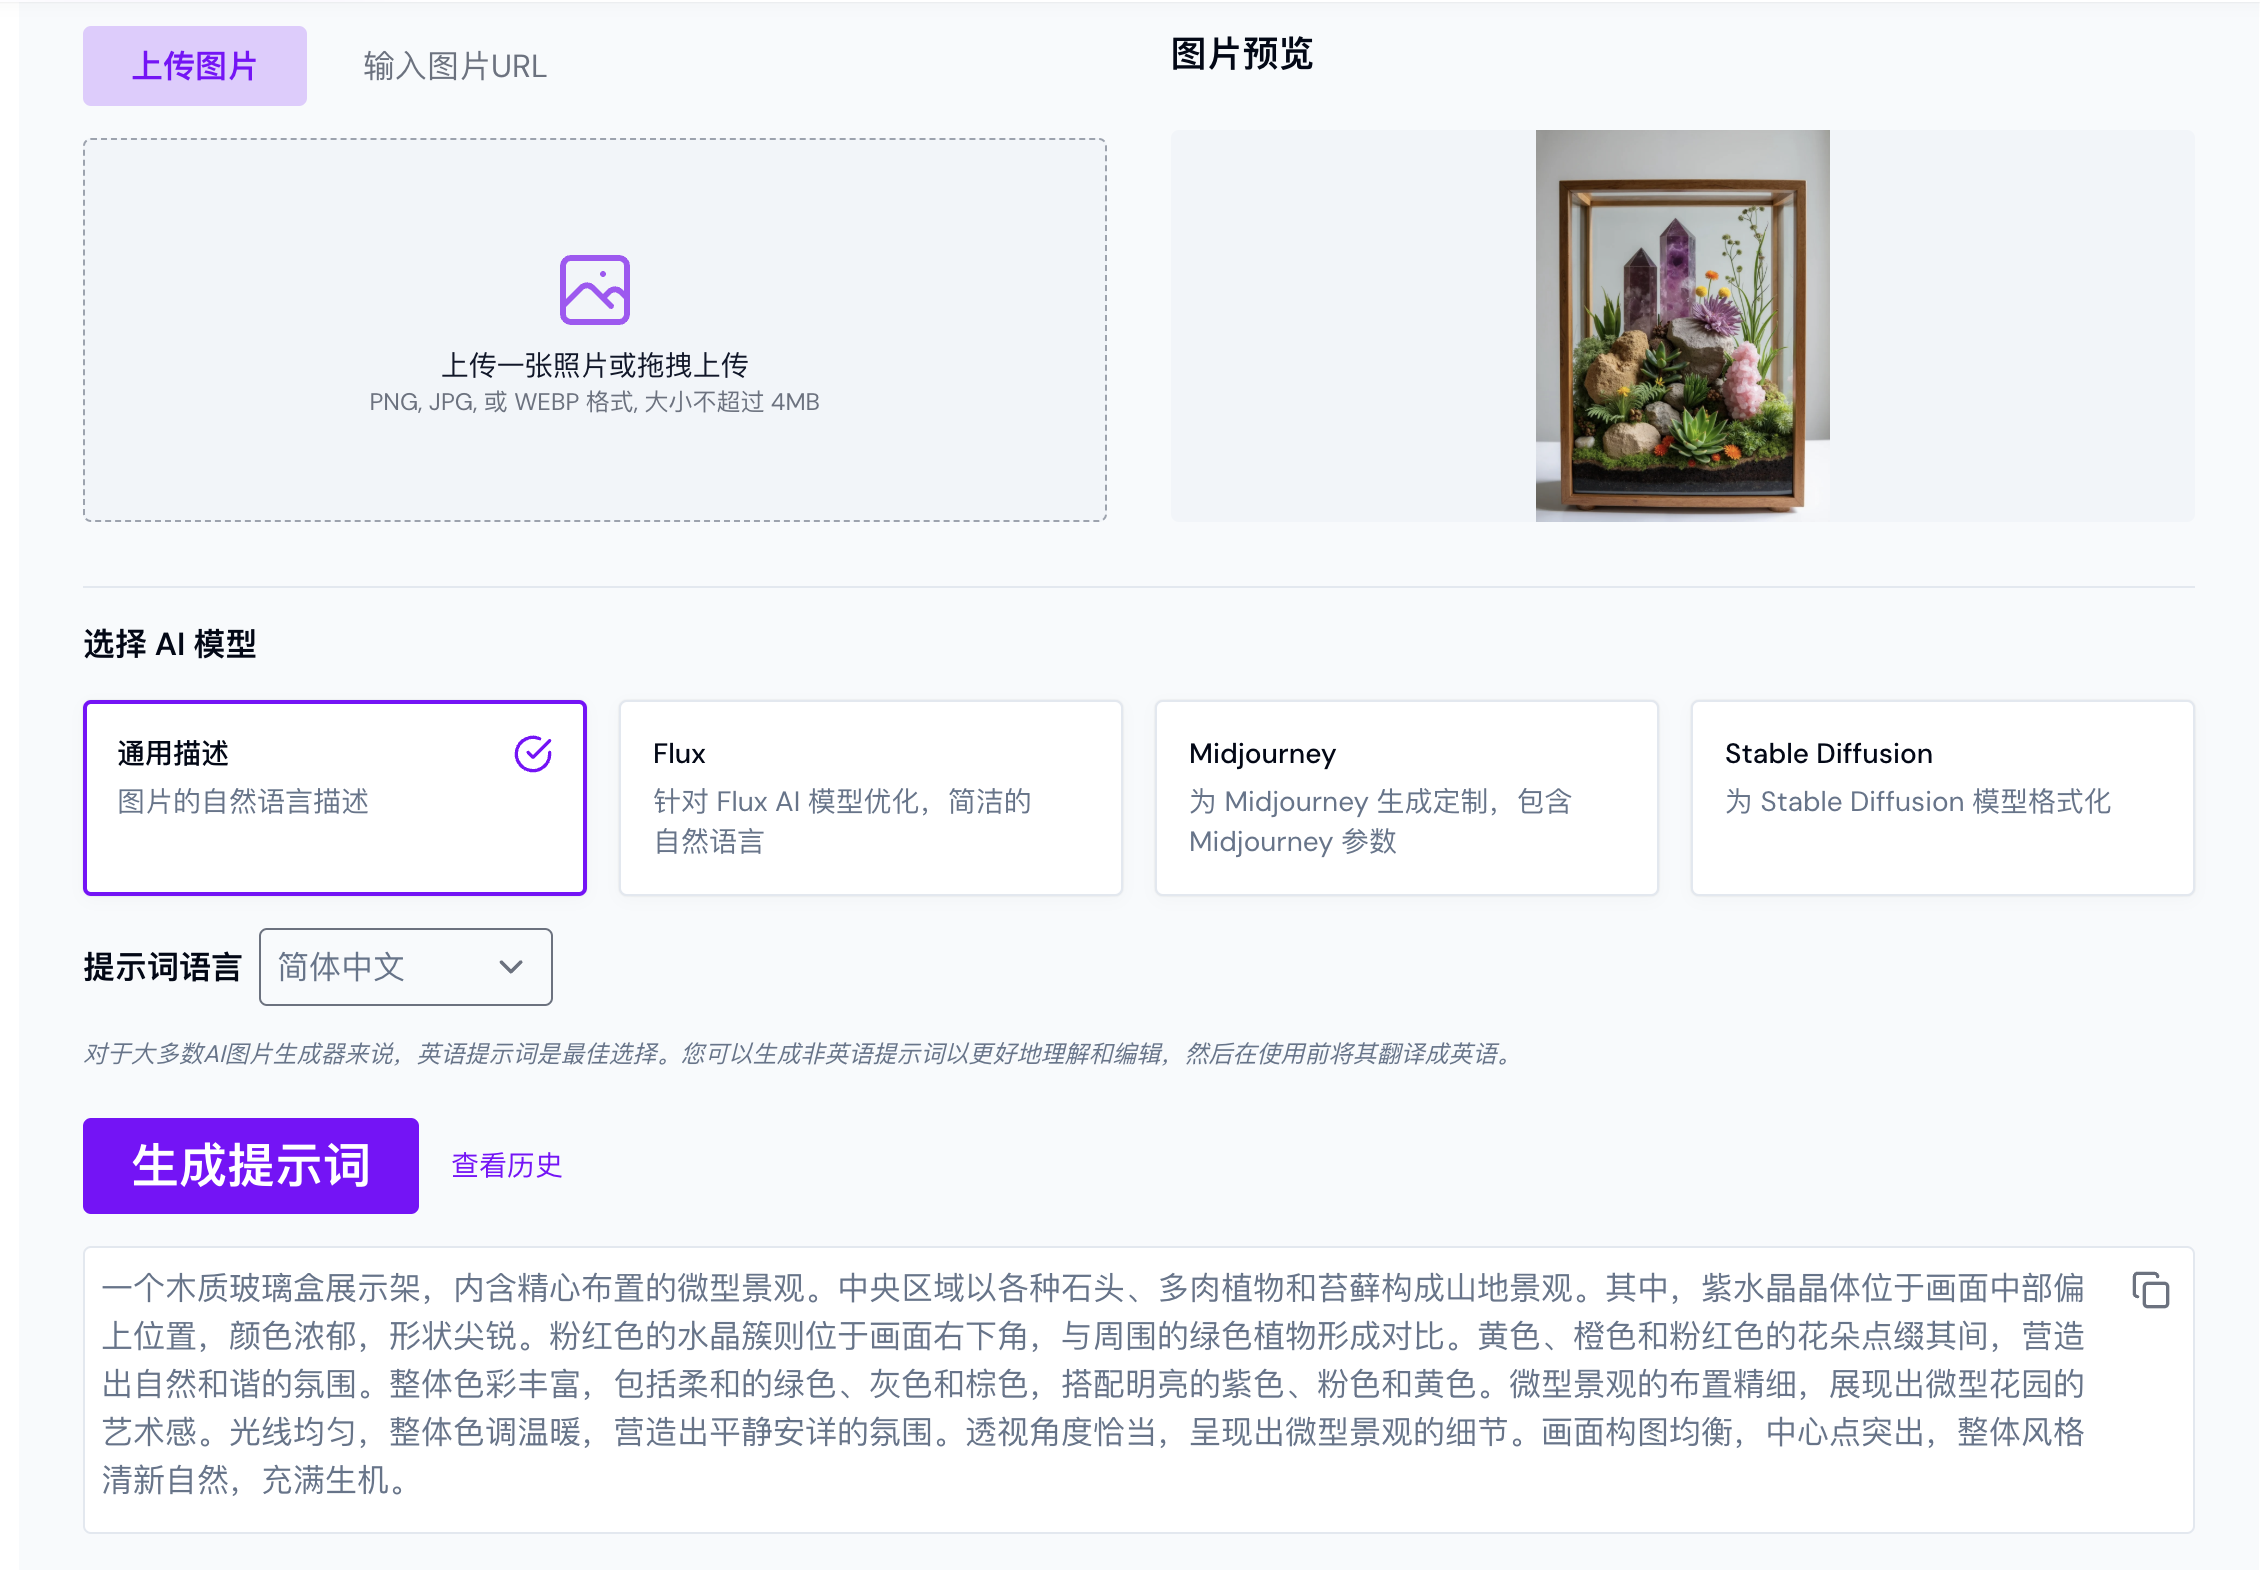 上传图片
输入图片URL
图片预览
上传一张照片或拖拽上传
PNG, JPG, 或 WEBP 格式, 大小不超过 4MB
选择 AI 模型
通用描述
图片的自然语言描述
Flux
针对 Flux AI 模型优化，简洁的
自然语言
Midjourney
为 Midjourney 生成定制，包含
Midjourney 参数
Stable Diffusion
为 Stable Diffusion 模型格式化
提示词语言
简体中文
对于大多数AI图片生成器来说，英语提示词是最佳选择。您可以生成非英语提示词以更好地理解和编辑，然后在使用前将其翻译成英语。
生成提示词
查看历史
一个木质玻璃盒展示架，内含精心布置的微型景观。中央区域以各种石头、多肉植物和苔藓构成山地景观。其中，紫水晶晶体位于画面中部偏
上位置，颜色浓郁，形状尖锐。粉红色的水晶簇则位于画面右下角，与周围的绿色植物形成对比。黄色、橙色和粉红色的花朵点缀其间，营造
出自然和谐的氛围。整体色彩丰富，包括柔和的绿色、灰色和棕色，搭配明亮的紫色、粉色和黄色。微型景观的布置精细，展现出微型花园的
艺术感。光线均匀，整体色调温暖，营造出平静安详的氛围。透视角度恰当，呈现出微型景观的细节。画面构图均衡，中心点突出，整体风格
清新自然，充满生机。